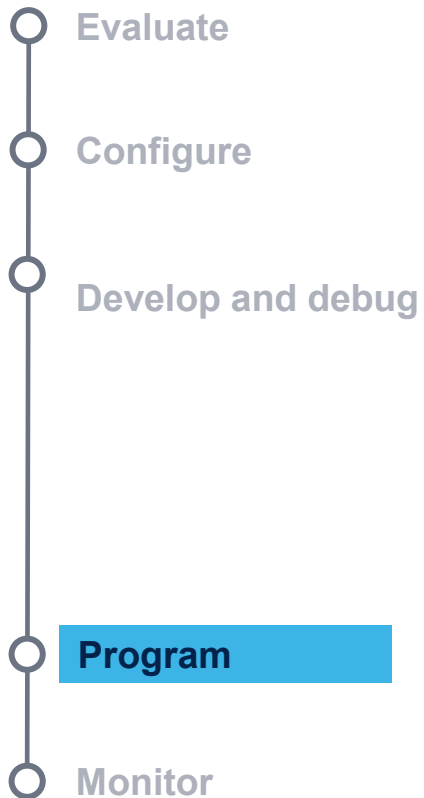 Evaluate
Configure
Develop and debug
Program
Monitor